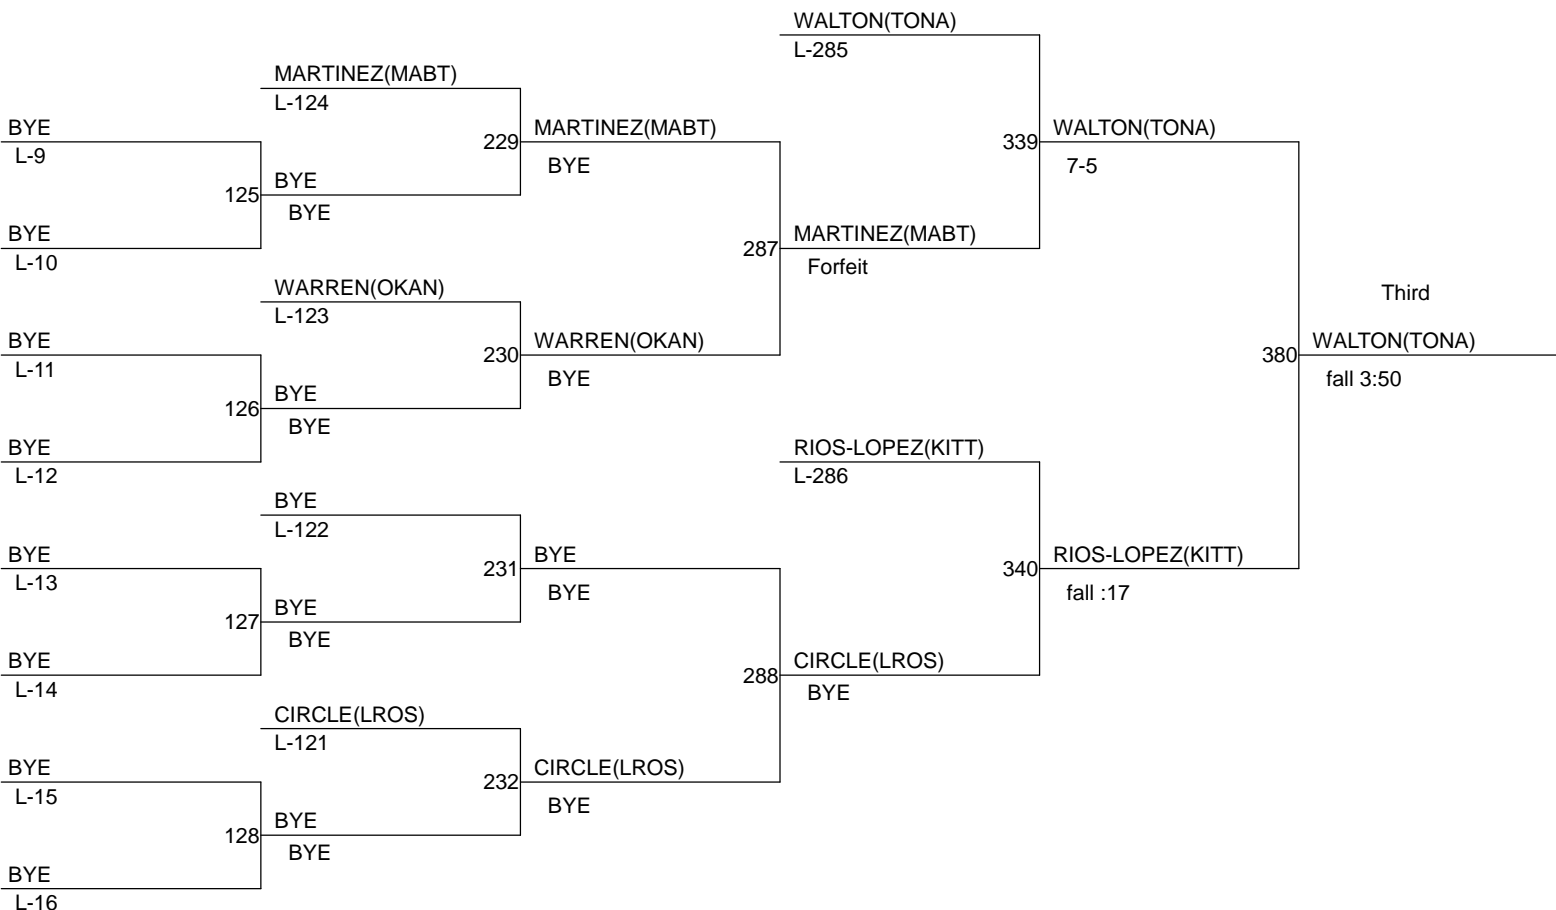 WALTON(TONA)
L-285
MARTINEZ(MABT)
L-124
BYE
L-9
229
MARTINEZ(MABT)
BYE
339
WALTON(TONA)
7-5
125
BYE
BYE
BYE
L-10
287
MARTINEZ(MABT)
Forfeit
WARREN(OKAN)
L-123
Third
BYE
L-11
230
WARREN(OKAN)
BYE
380
WALTON(TONA)
fall 3:50
126
BYE
BYE
BYE
L-12
RIOS-LOPEZ(KITT)
L-286
BYE
L-122
BYE
L-13
231
BYE
BYE
340
RIOS-LOPEZ(KITT)
fall :17
127
BYE
BYE
BYE
L-14
288
CIRCLE(LROS)
BYE
CIRCLE(LROS)
L-121
BYE
L-15
232
CIRCLE(LROS)
BYE
128
BYE
BYE
BYE
L-16